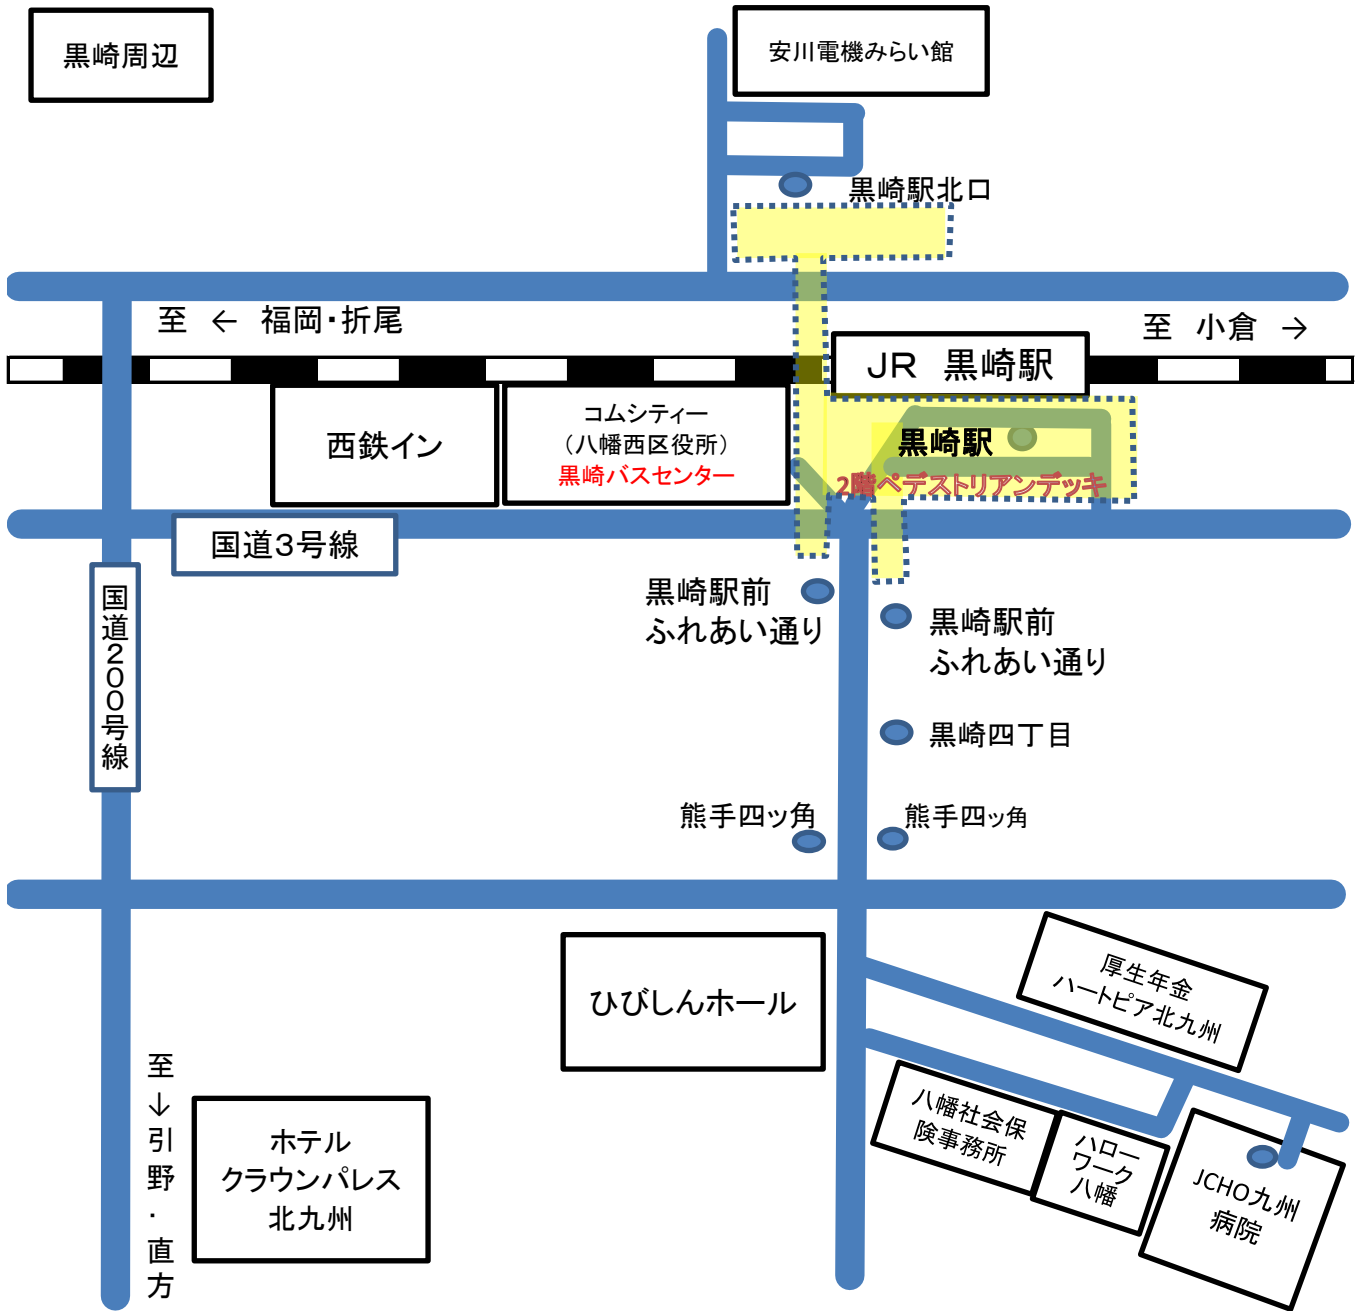 黒崎周辺
安川電機みらい館
黒崎駅北口
至 ← 福岡・折尾
至 小倉 →
JR 黒崎駅
西鉄イン
コムシティー
（八幡西区役所）
黒崎バスセンター
黒崎駅
2階ペデストリアンデッキ
国道3号線
国道200号線
黒崎駅前
ふれあい通り
黒崎駅前
ふれあい通り
黒崎四丁目
熊手四ッ角
熊手四ッ角
ひびしんホール
厚生年金
ハートピア北九州
八幡社会保
険事務所
ハロー
ワーク
八幡
JCHO九州
病院
至↓引野・直方
ホテル
クラウンパレス
北九州